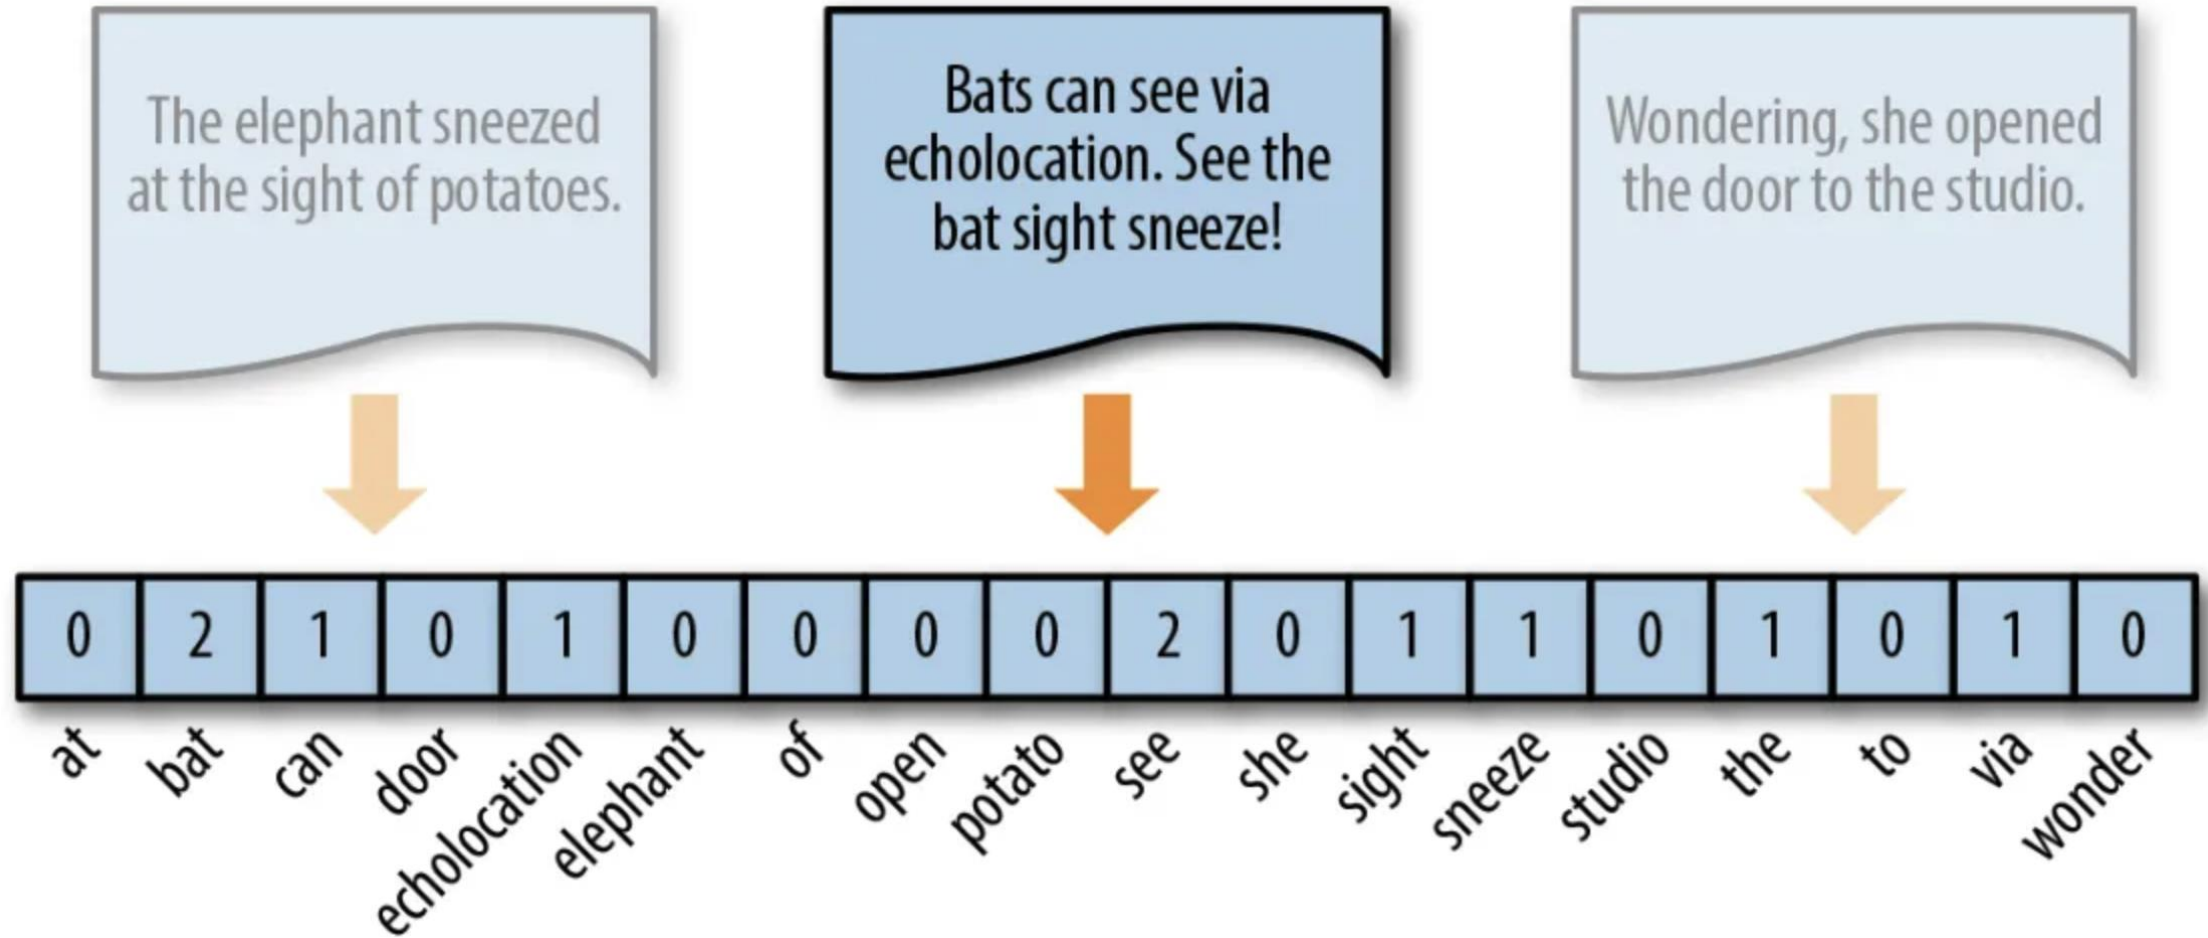 The elephant sneezed
at the sight of potatoes.
Bats can see via
echolocation. See the
bat sight sneeze!
Wondering, she opened
the door to the studio.
0 2 1 0 1 0 0 0 0 2 0 1 1 0 1 0 1 0
at bat can door echolocation elephant of open potato see she sight sneeze studio the to via wonder